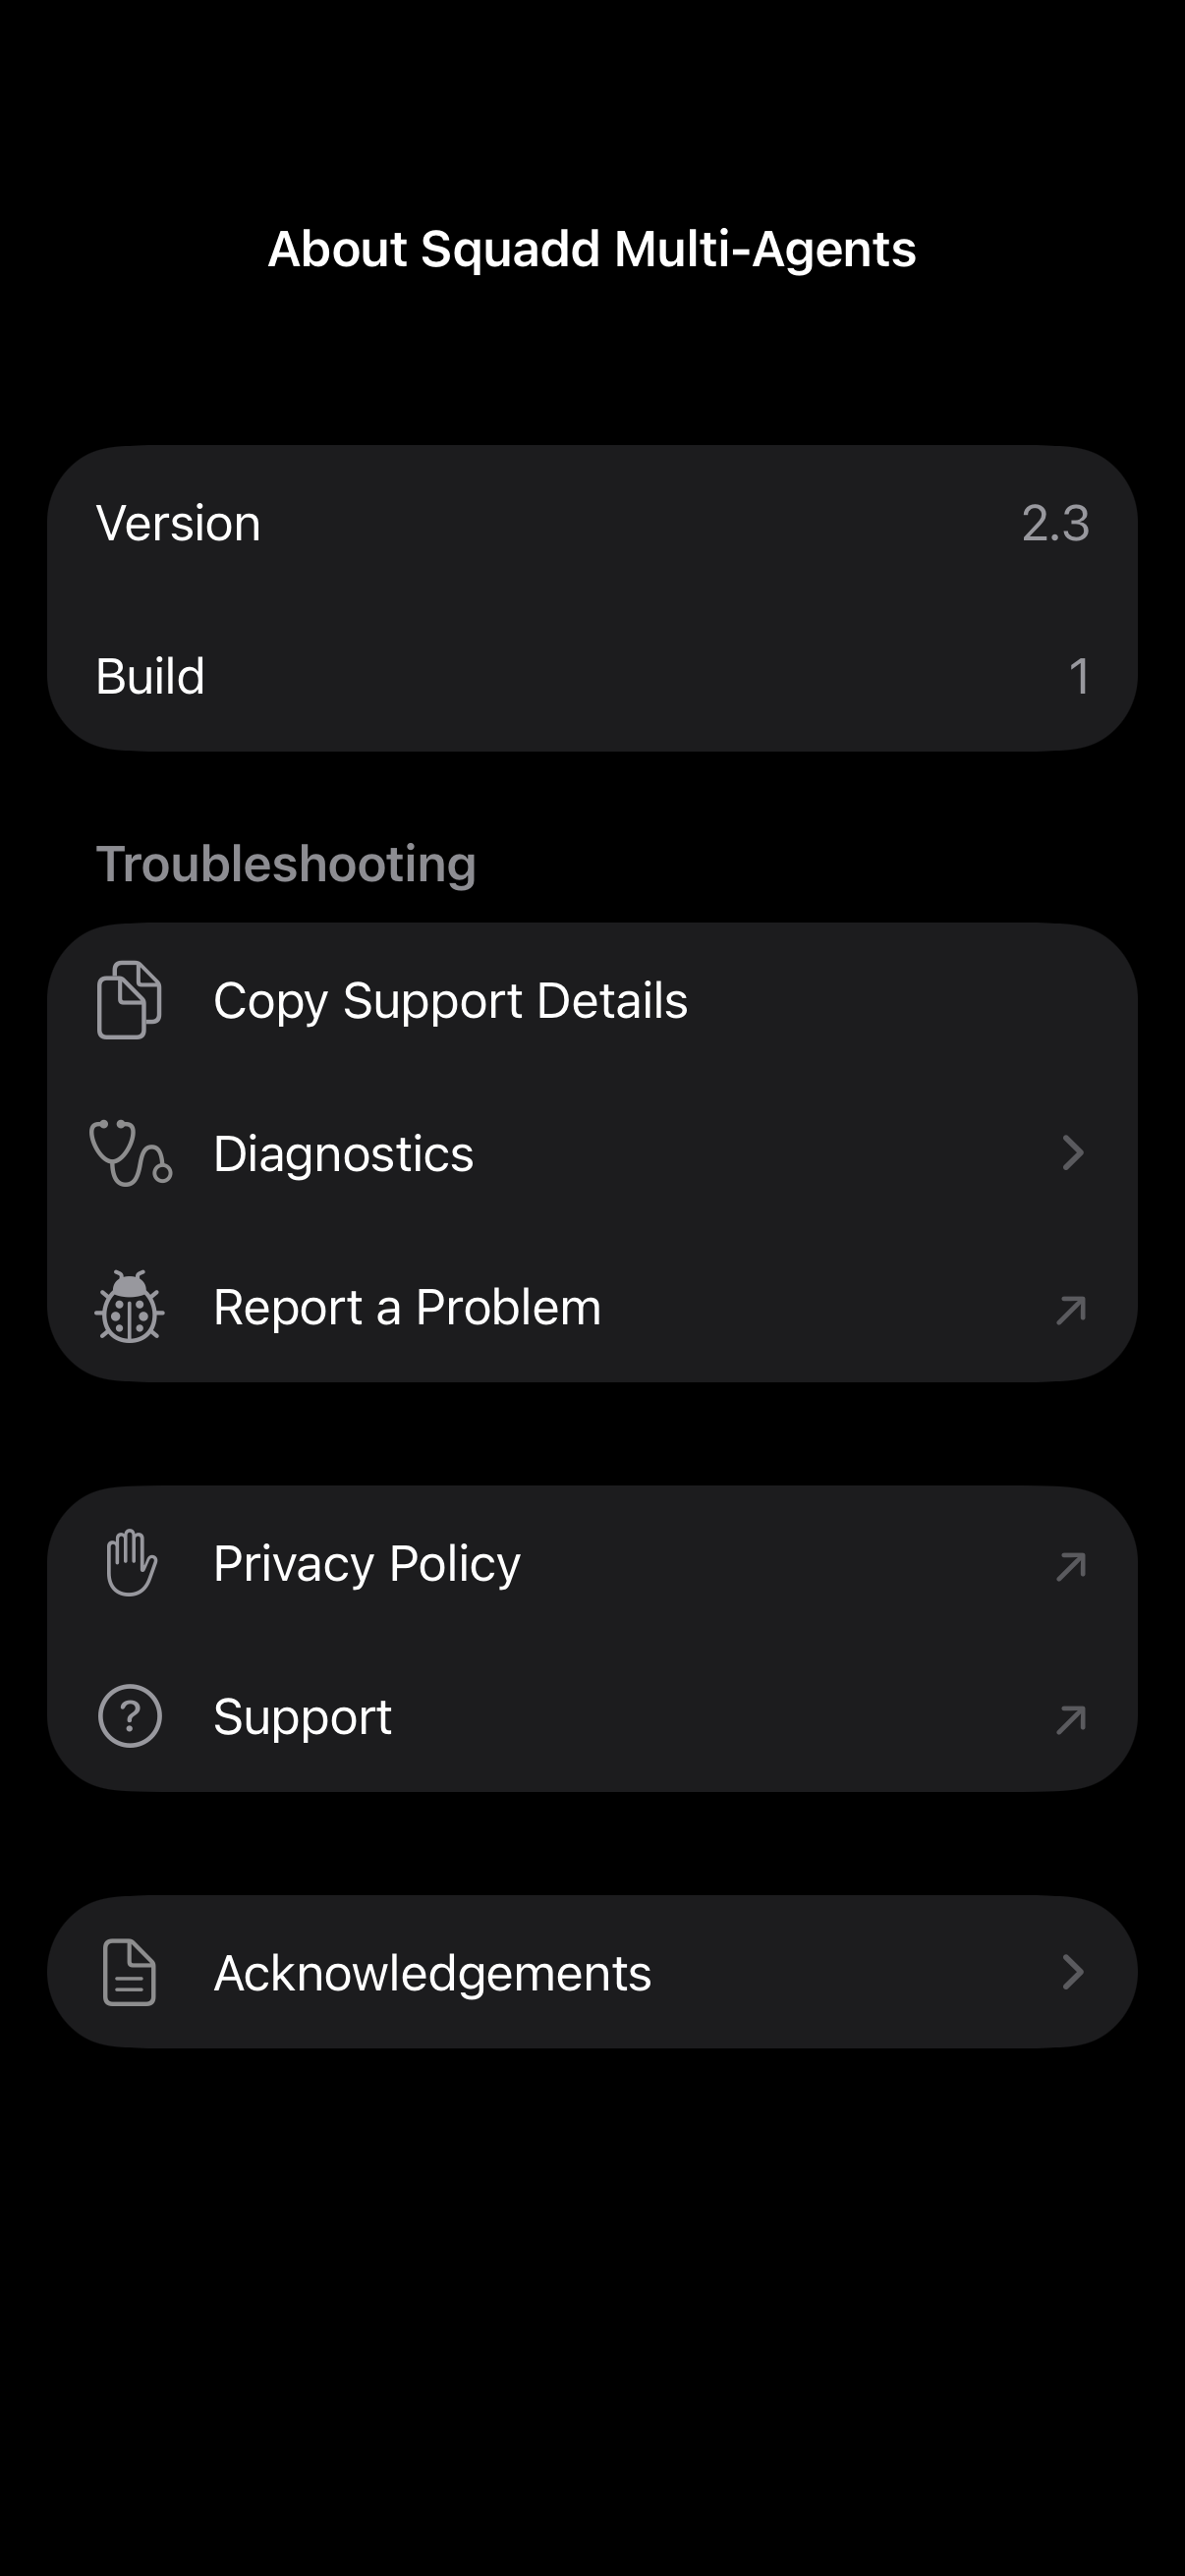 About Squadd Multi-Agents
Version 2.3
Build 1
Troubleshooting
Copy Support Details
Diagnostics
Report a Problem
Privacy Policy
Support
Acknowledgements